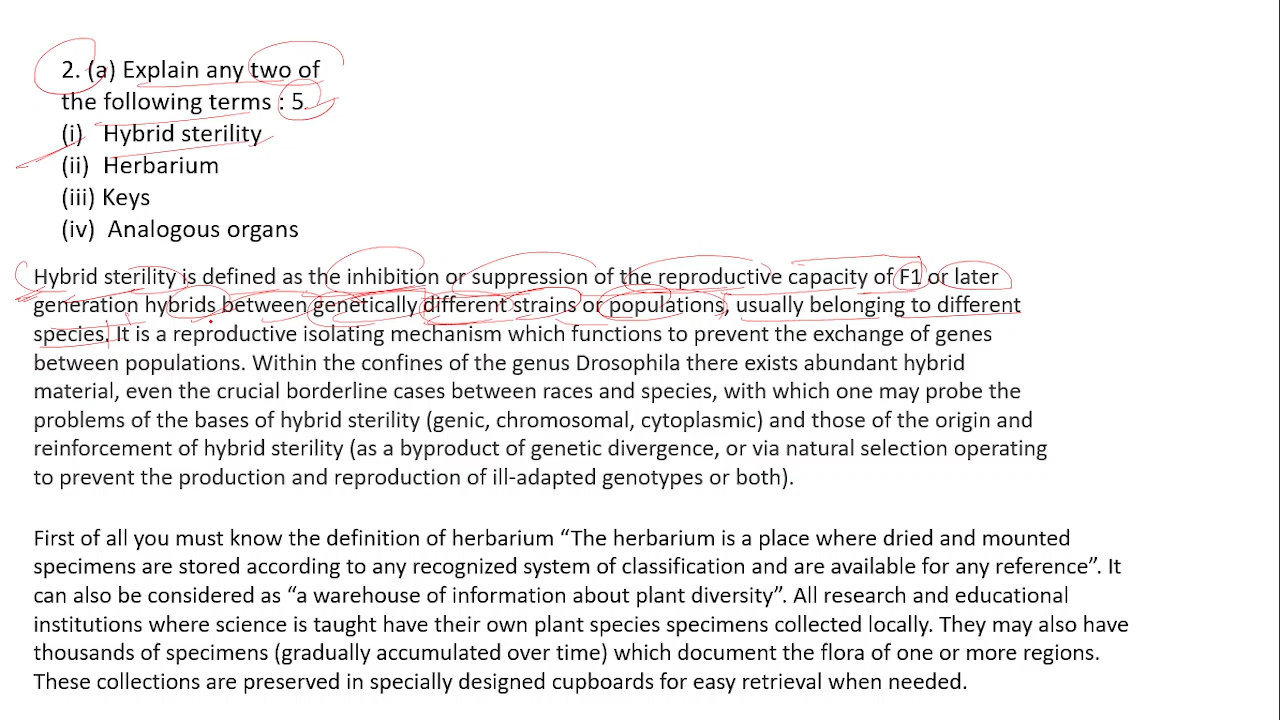 2. (a) Explain any two of
the following terms : 5
(i) Hybrid sterility
(ii) Herbarium
(iii) Keys
(iv) Analogous organs
Hybrid sterility is defined as the inhibition or suppression of the reproductive capacity of F1 or later
generation hybrids between genetically different strains or populations, usually belonging to different
species. It is a reproductive isolating mechanism which functions to prevent the exchange of genes
between populations. Within the confines of the genus Drosophila there exists abundant hybrid
material, even the crucial borderline cases between races and species, with which one may probe the
problems of the bases of hybrid sterility (genic, chromosomal, cytoplasmic) and those of the origin and
reinforcement of hybrid sterility (as a byproduct of genetic divergence, or via natural selection operating
to prevent the production and reproduction of ill-adapted genotypes or both).
First of all you must know the definition of herbarium “The herbarium is a place where dried and mounted
specimens are stored according to any recognized system of classification and are available for any reference”. It
can also be considered as “a warehouse of information about plant diversity”. All research and educational
institutions where science is taught have their own plant species specimens collected locally. They may also have
thousands of specimens (gradually accumulated over time) which document the flora of one or more regions.
These collections are preserved in specially designed cupboards for easy retrieval when needed.